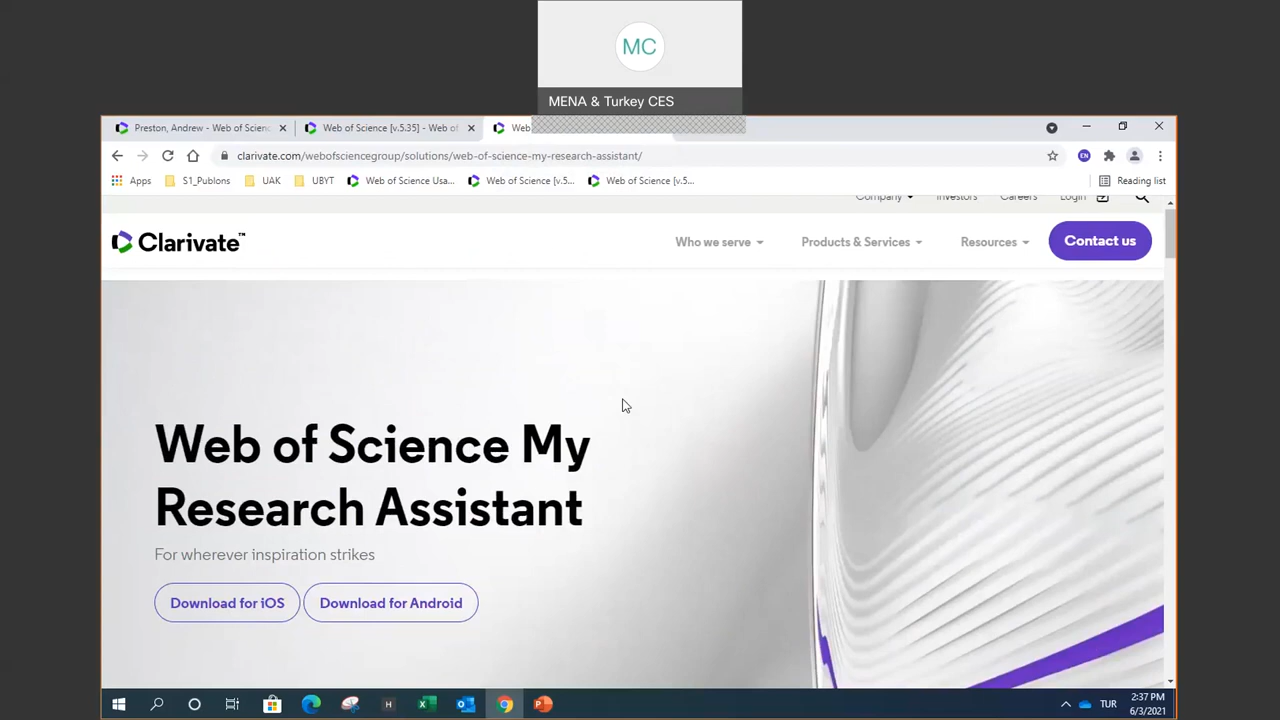 MC
MENA & Turkey CES
Preston, Andrew - Web of Scienc
Web of Science [v.5.35] - Web of
Web
clarivate.com/webofsciencegroup/solutions/web-of-science-my-research-assistant/
Apps
S1_Publons
UAK
UBYT
Web of Science Usa...
Web of Science [v.5...
Web of Science [v.5...
Reading list
Company
Investors
Careers
Login
Clarivate™
Who we serve
Products & Services
Resources
Contact us
Web of Science My
Research Assistant
For wherever inspiration strikes
Download for iOS
Download for Android
TUR
2:37 PM
6/3/2021